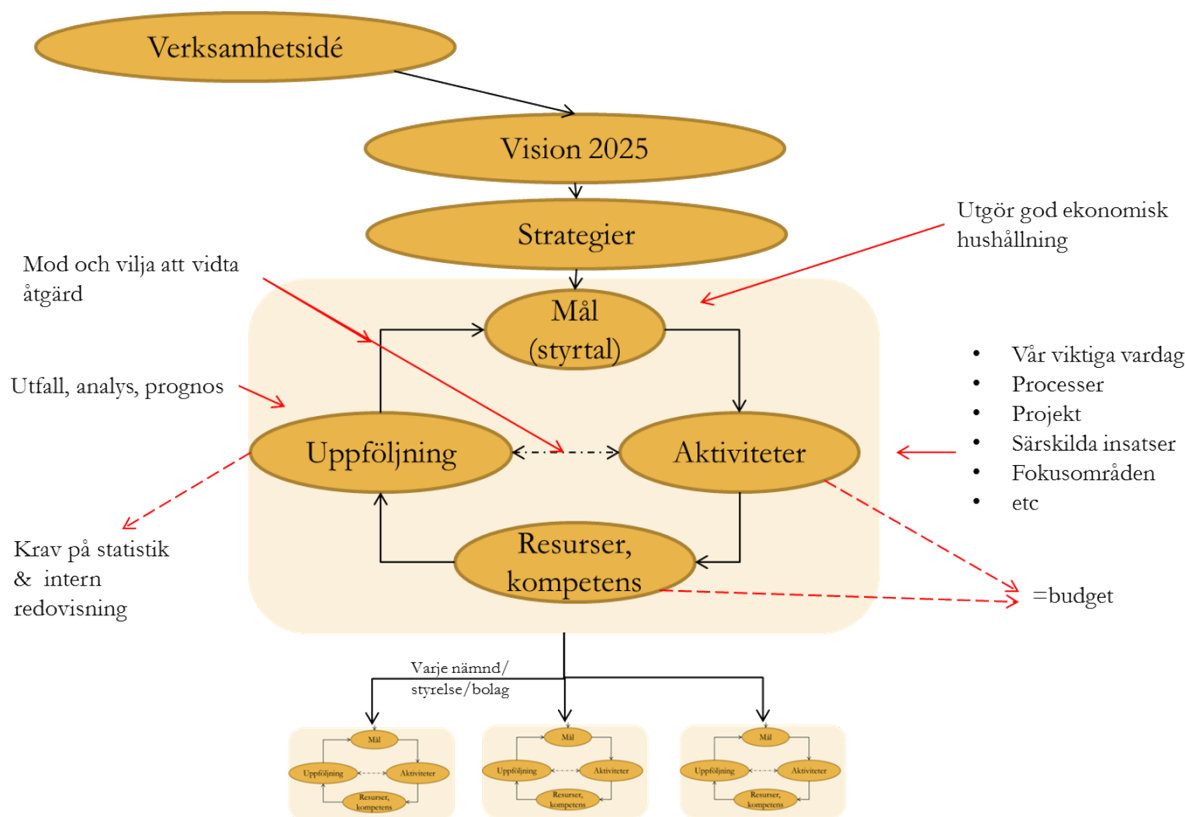 Verksamhetsidé
Vision 2025
Strategier
Utgör god ekonomisk
hushållning
Mod och vilja att vidta
åtgärd
Mål
(styrtal)
Utfall, analys, prognos
• Vår viktiga vardag
• Processer
• Projekt
• Särskilda insatser
• Fokusområden
• etc
Uppföljning
Aktiviteter
Resurser,
kompetens
Krav på statistik
& intern
redovisning
=budget
Varje nämnd/
styrelse/bolag
Mål
Uppföljning
Aktiviteter
Resurser,
kompetens
Mål
Uppföljning
Aktiviteter
Resurser,
kompetens
Mål
Uppföljning
Aktiviteter
Resurser,
kompetens